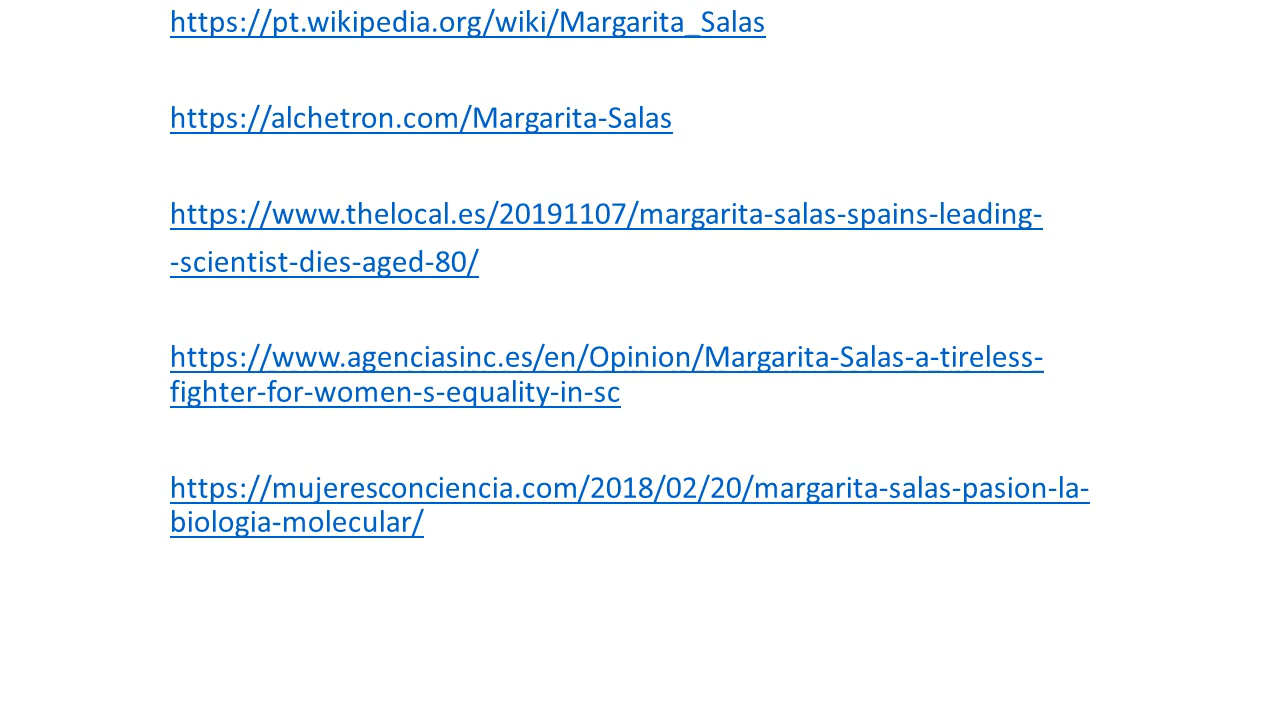 https://pt.wikipedia.org/wiki/Margarita_Salas
https://alchetron.com/Margarita-Salas
https://www.thelocal.es/20191107/margarita-salas-spains-leading-
-scientist-dies-aged-80/
https://www.agenciasinc.es/en/Opinion/Margarita-Salas-a-tireless-
fighter-for-women-s-equality-in-sc
https://mujeresconciencia.com/2018/02/20/margarita-salas-pasion-la-
biologia-molecular/